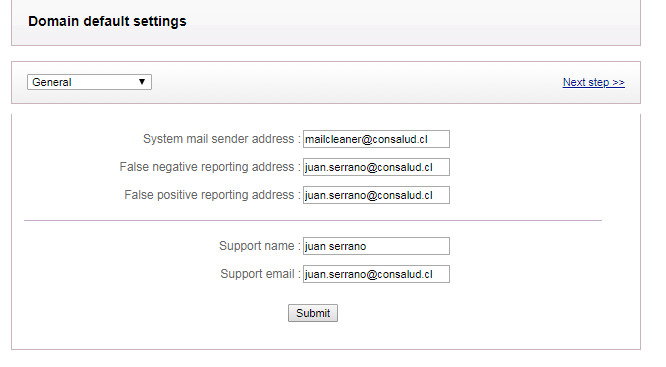 Domain default settings
General
Next step >>
System mail sender address : mailcleaner@consalud.cl
False negative reporting address : juan.serrano@consalud.cl
False positive reporting address : juan.serrano@consalud.cl
Support name : juan serrano
Support email : juan.serrano@consalud.cl
Submit